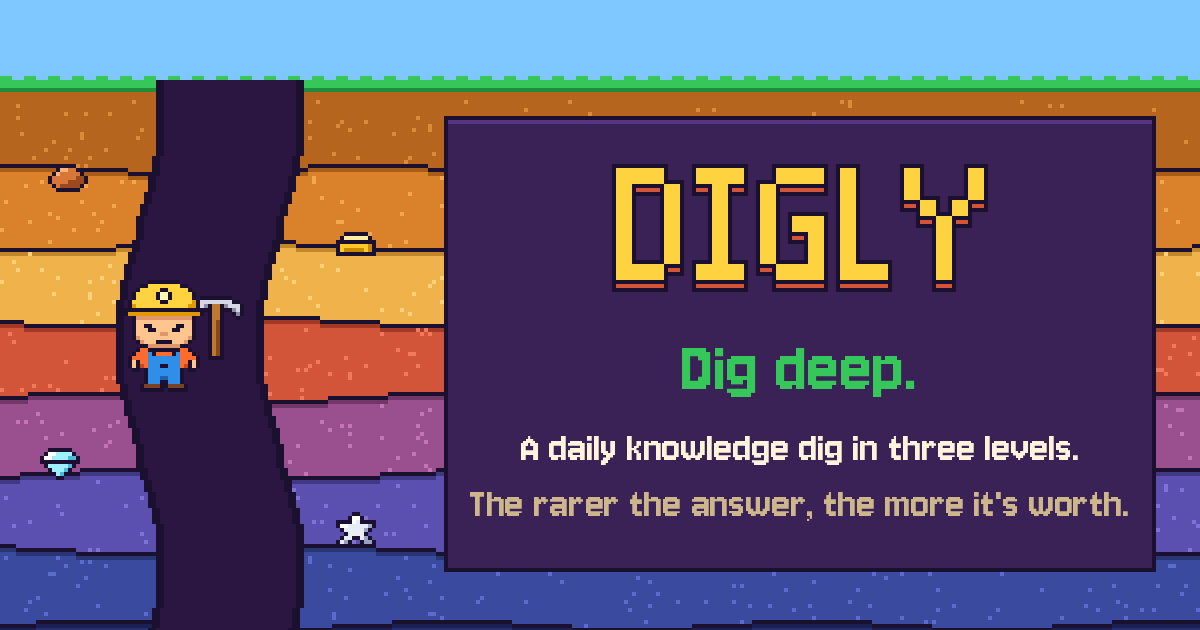 DIGLY
Dig deep.
A daily knowledge dig in three levels.
The rarer the answer, the more it's worth.